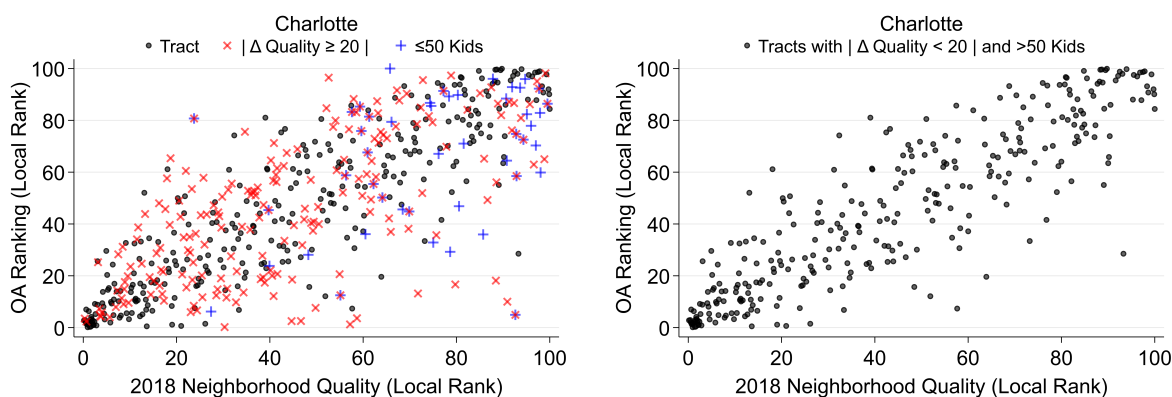 Charlotte
Tract | Δ Quality ≥ 20 | ≤50 Kids
OA Ranking (Local Rank)
100
80
60
40
20
0
0 20 40 60 80 100
2018 Neighborhood Quality (Local Rank)
Charlotte
Tracts with | Δ Quality < 20 | and >50 Kids
OA Ranking (Local Rank)
100
80
60
40
20
0
0 20 40 60 80 100
2018 Neighborhood Quality (Local Rank)